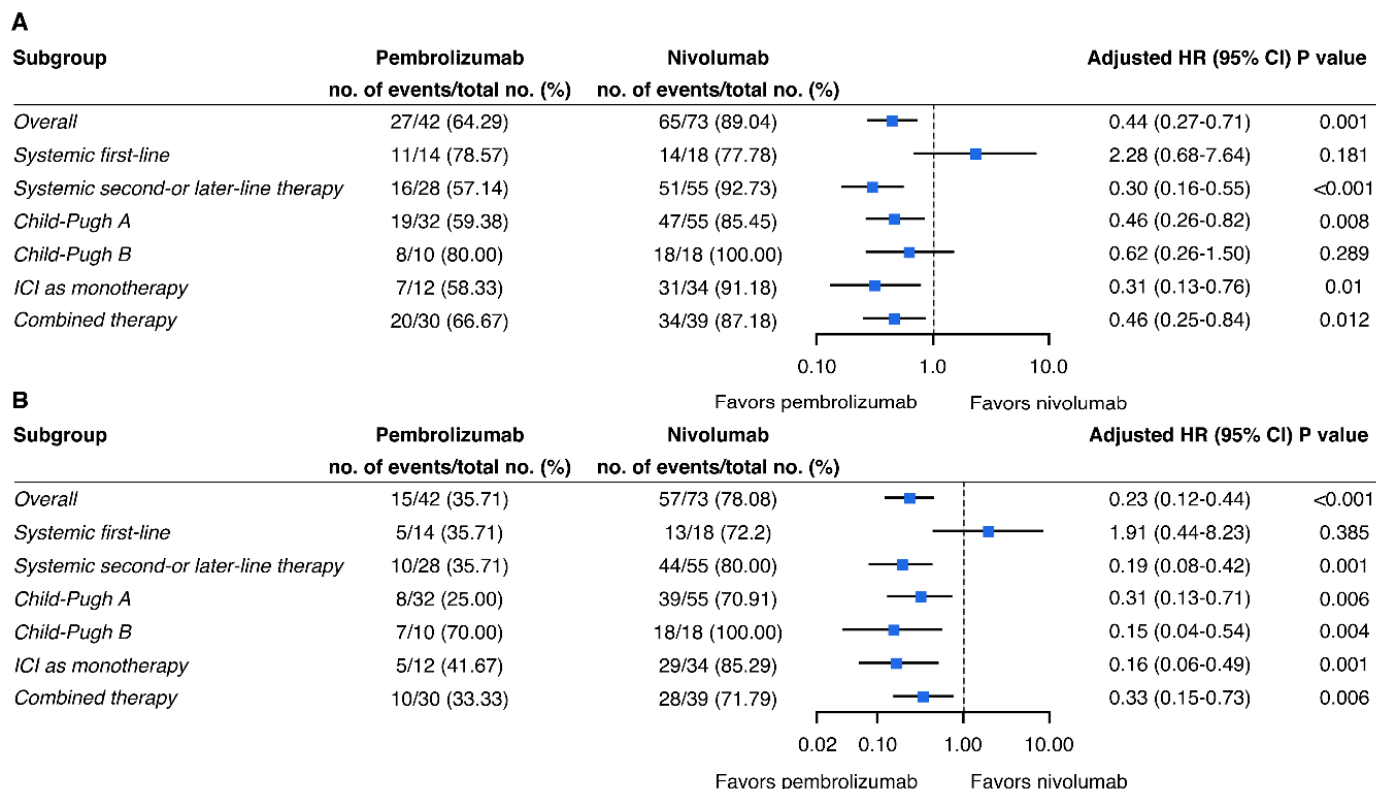 A
Subgroup Pembrolizumab Nivolumab Adjusted HR (95% CI) P value
no. of events/total no. (%) no. of events/total no. (%)
Overall 27/42 (64.29) 65/73 (89.04) 0.44 (0.27-0.71) 0.001
Systemic first-line 11/14 (78.57) 14/18 (77.78) 2.28 (0.68-7.64) 0.181
Systemic second-or later-line therapy 16/28 (57.14) 51/55 (92.73) 0.30 (0.16-0.55) <0.001
Child-Pugh A 19/32 (59.38) 47/55 (85.45) 0.46 (0.26-0.82) 0.008
Child-Pugh B 8/10 (80.00) 18/18 (100.00) 0.62 (0.26-1.50) 0.289
ICI as monotherapy 7/12 (58.33) 31/34 (91.18) 0.31 (0.13-0.76) 0.01
Combined therapy 20/30 (66.67) 34/39 (87.18) 0.46 (0.25-0.84) 0.012
0.10 1.0 10.0
Favors pembrolizumab Favors nivolumab
B
Subgroup Pembrolizumab Nivolumab Adjusted HR (95% CI) P value
no. of events/total no. (%) no. of events/total no. (%)
Overall 15/42 (35.71) 57/73 (78.08) 0.23 (0.12-0.44) <0.001
Systemic first-line 5/14 (35.71) 13/18 (72.2) 1.91 (0.44-8.23) 0.385
Systemic second-or later-line therapy 10/28 (35.71) 44/55 (80.00) 0.19 (0.08-0.42) 0.001
Child-Pugh A 8/32 (25.00) 39/55 (70.91) 0.31 (0.13-0.71) 0.006
Child-Pugh B 7/10 (70.00) 18/18 (100.00) 0.15 (0.04-0.54) 0.004
ICI as monotherapy 5/12 (41.67) 29/34 (85.29) 0.16 (0.06-0.49) 0.001
Combined therapy 10/30 (33.33) 28/39 (71.79) 0.33 (0.15-0.73) 0.006
0.02 0.10 1.00 10.00
Favors pembrolizumab Favors nivolumab